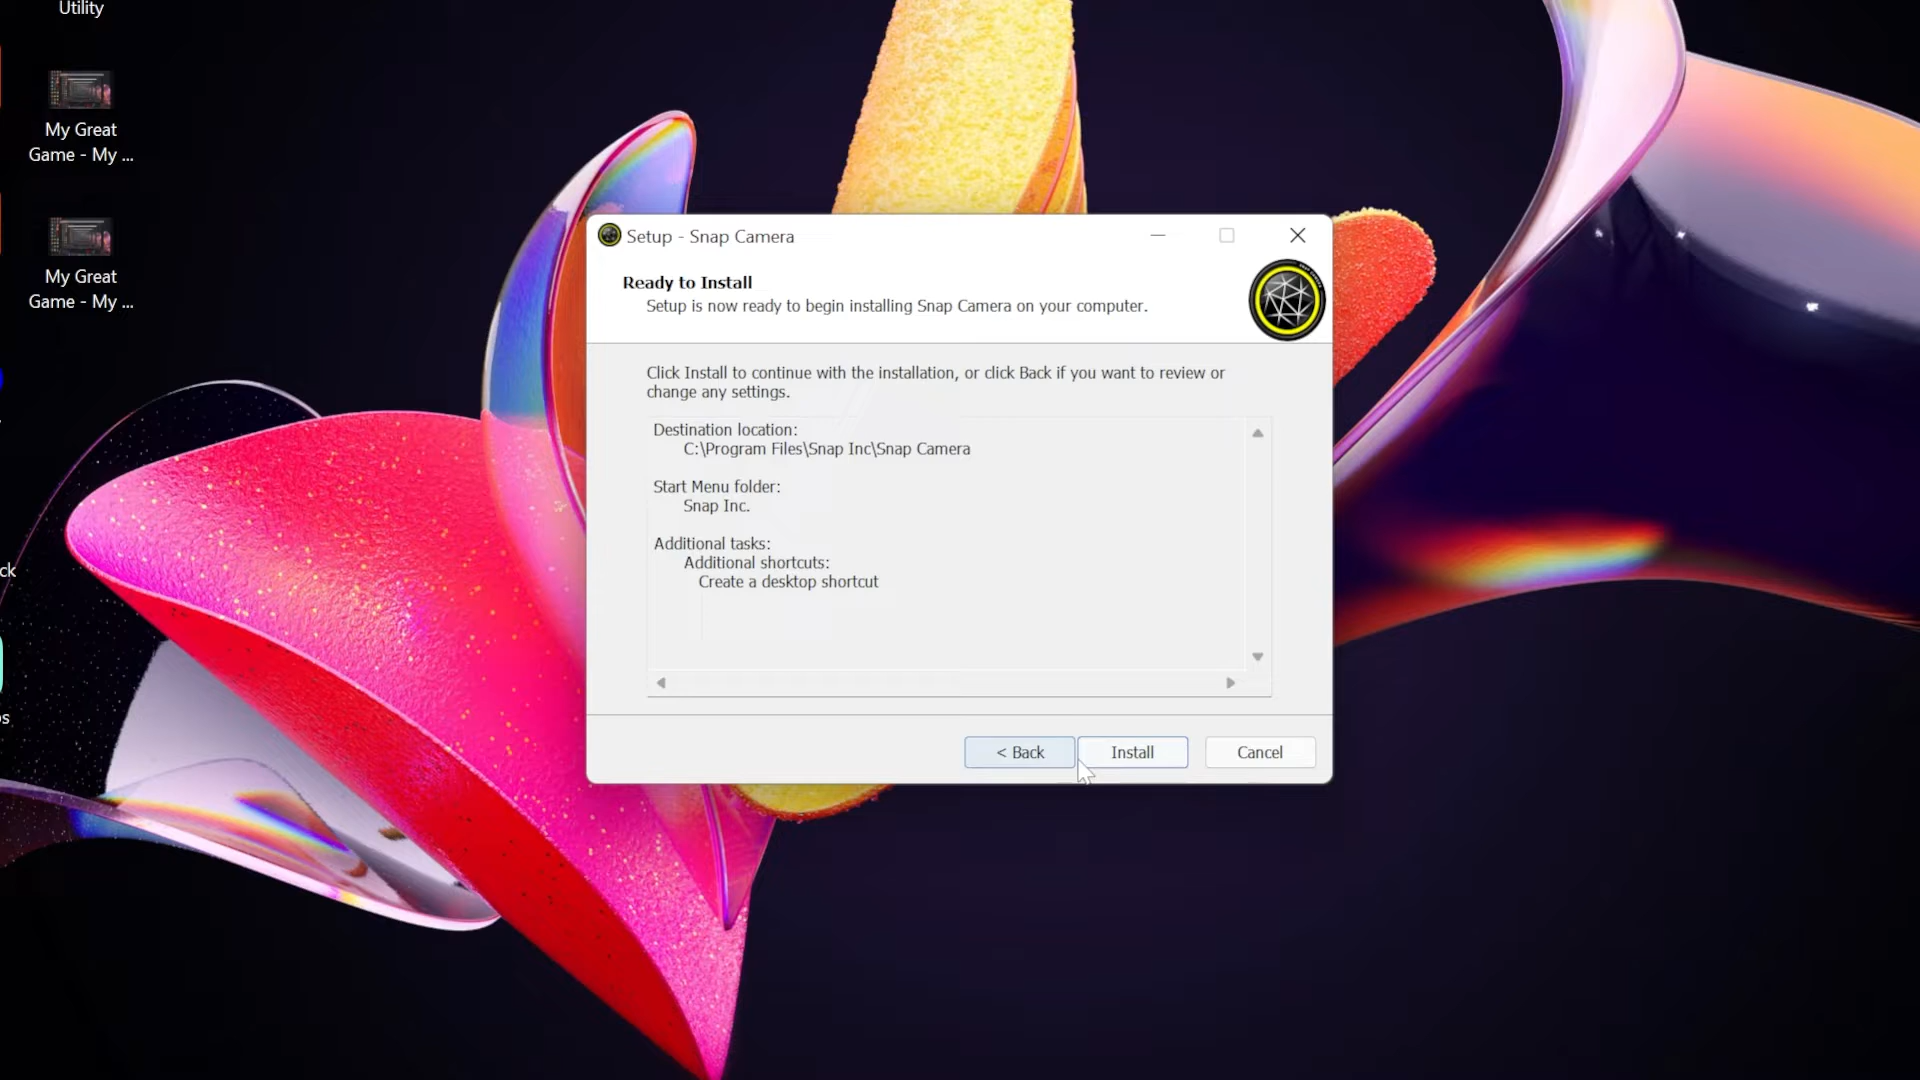 Utility
My Great
Game - My ...
My Great
Game - My ...
ck
os
Setup - Snap Camera
Ready to Install
Setup is now ready to begin installing Snap Camera on your computer.
Click Install to continue with the installation, or click Back if you want to review or
change any settings.
Destination location:
C:\Program Files\Snap Inc\Snap Camera
Start Menu folder:
Snap Inc.
Additional tasks:
Additional shortcuts:
Create a desktop shortcut
< Back
Install
Cancel